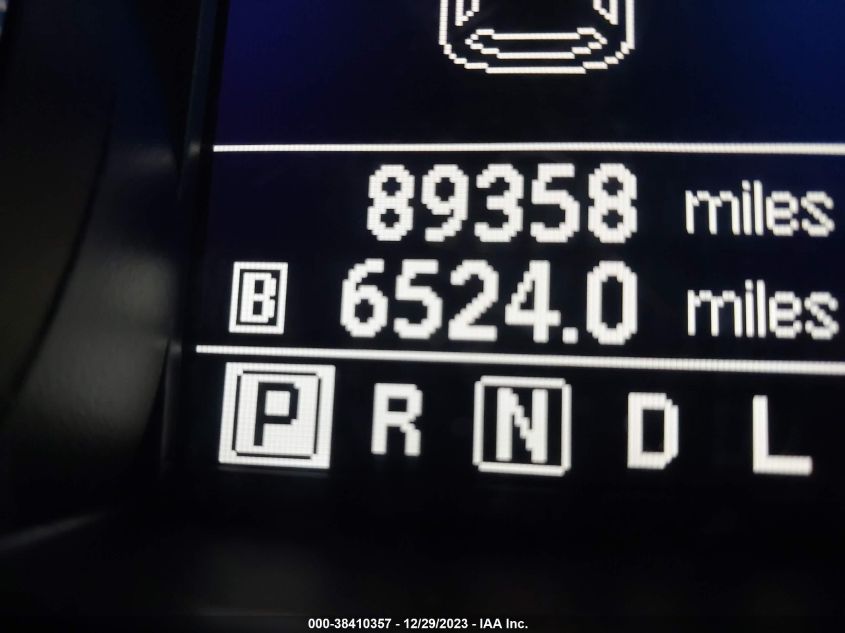 89358 miles
B 6524.0 miles
P R N D L
000-38410357 - 12/29/2023 - IAA Inc.